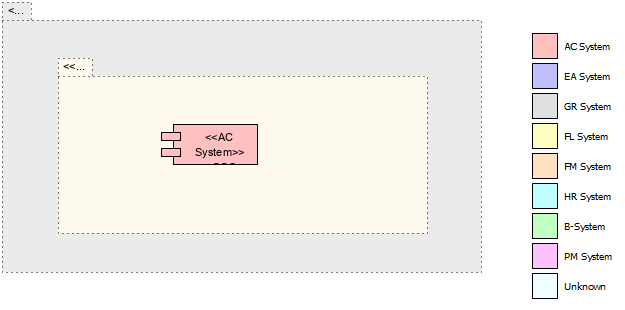 <...
<<...
<<AC
System>>
AC System
EA System
GR System
FL System
FM System
HR System
B-System
PM System
Unknown